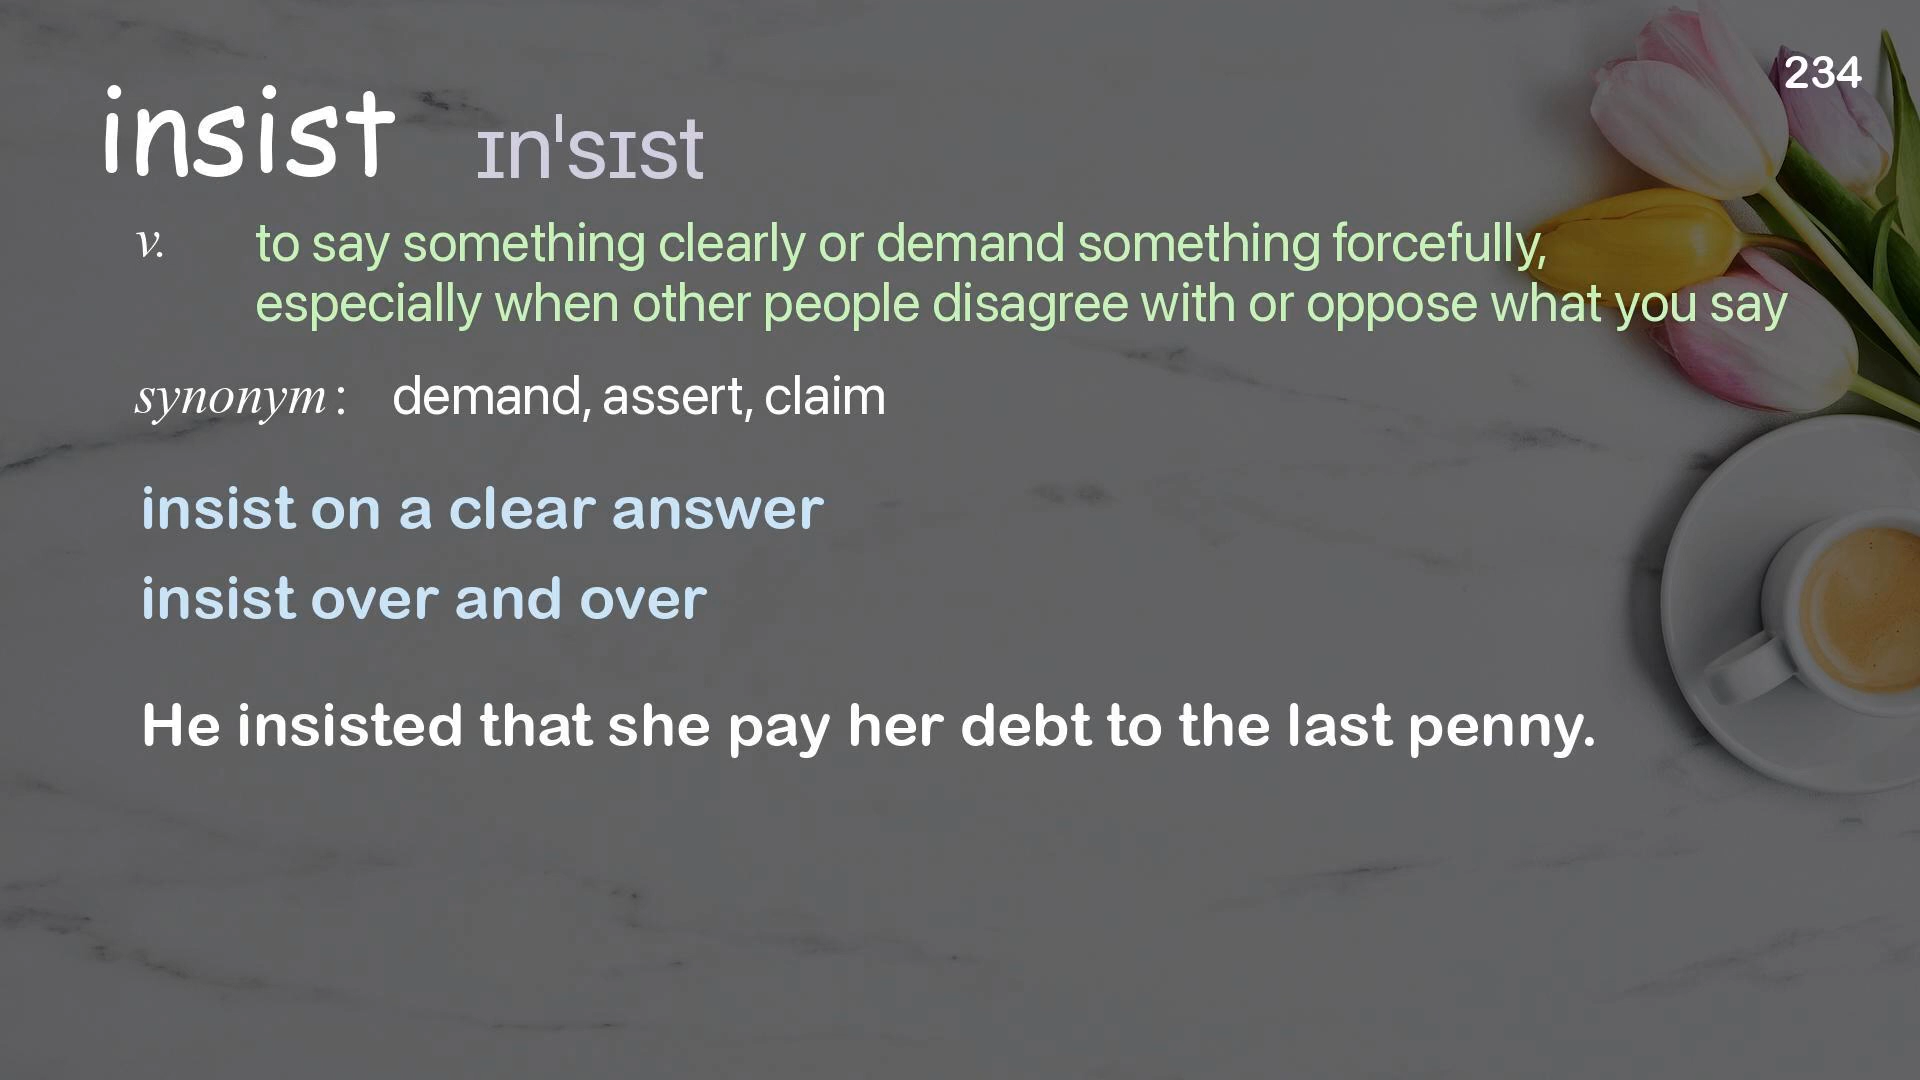 234
insist ɪnˈsɪst
v. to say something clearly or demand something forcefully,
especially when other people disagree with or oppose what you say
synonym : demand, assert, claim
insist on a clear answer
insist over and over
He insisted that she pay her debt to the last penny.